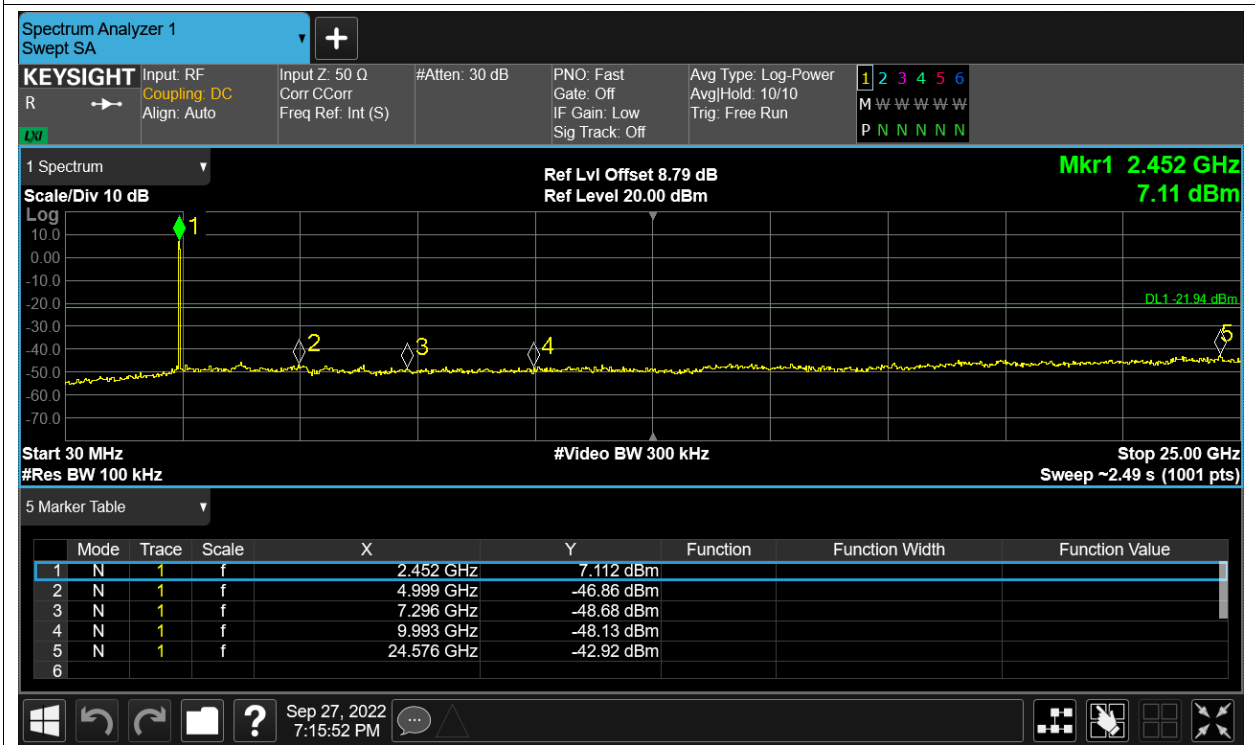 Spectrum Analyzer 1
Swept SA
KEYSIGHT Input: RF Input Z: 50 Ω #Atten: 30 dB PNO: Fast Avg Type: Log-Power 1 2 3 4 5 6
R Coupling: DC Corr CCorr Gate: Off Avg|Hold: 10/10 M W W W W W
Align: Auto Freq Ref: Int (S) IF Gain: Low Trig: Free Run
LXI Sig Track: Off P N N N N N
1 Spectrum
Ref Lvl Offset 8.79 dB Mkr1 2.452 GHz
Scale/Div 10 dB Ref Level 20.00 dBm 7.11 dBm
Log
1
10.0
0.00
-10.0
-20.0
DL1 -21.94 dBm
-30.0
2 3 4 5
-40.0
-50.0
-60.0
-70.0
Start 30 MHz #Video BW 300 kHz Stop 25.00 GHz
#Res BW 100 kHz Sweep ~2.49 s (1001 pts)
5 Marker Table
Mode Trace Scale X Y Function Function Width Function Value
1 N 1 f 2.452 GHz 7.112 dBm
2 N 1 f 4.999 GHz -46.86 dBm
3 N 1 f 7.296 GHz -48.68 dBm
4 N 1 f 9.993 GHz -48.13 dBm
5 N 1 f 24.576 GHz -42.92 dBm
6
? Sep 27, 2022
7:15:52 PM